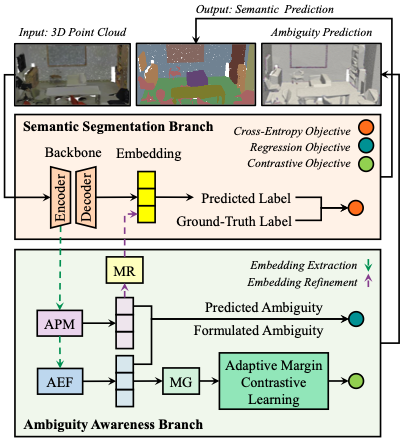 Output: Semantic Prediction
Input: 3D Point Cloud
Ambiguity Prediction
Semantic Segmentation Branch
Cross-Entropy Objective
Regression Objective
Contrastive Objective
Backbone
Embedding
Encoder
Decoder
Predicted Label
Ground-Truth Label
MR
Embedding Extraction
Embedding Refinement
APM
Predicted Ambiguity
Formulated Ambiguity
AEF
MG
Adaptive Margin
Contrastive
Learning
Ambiguity Awareness Branch